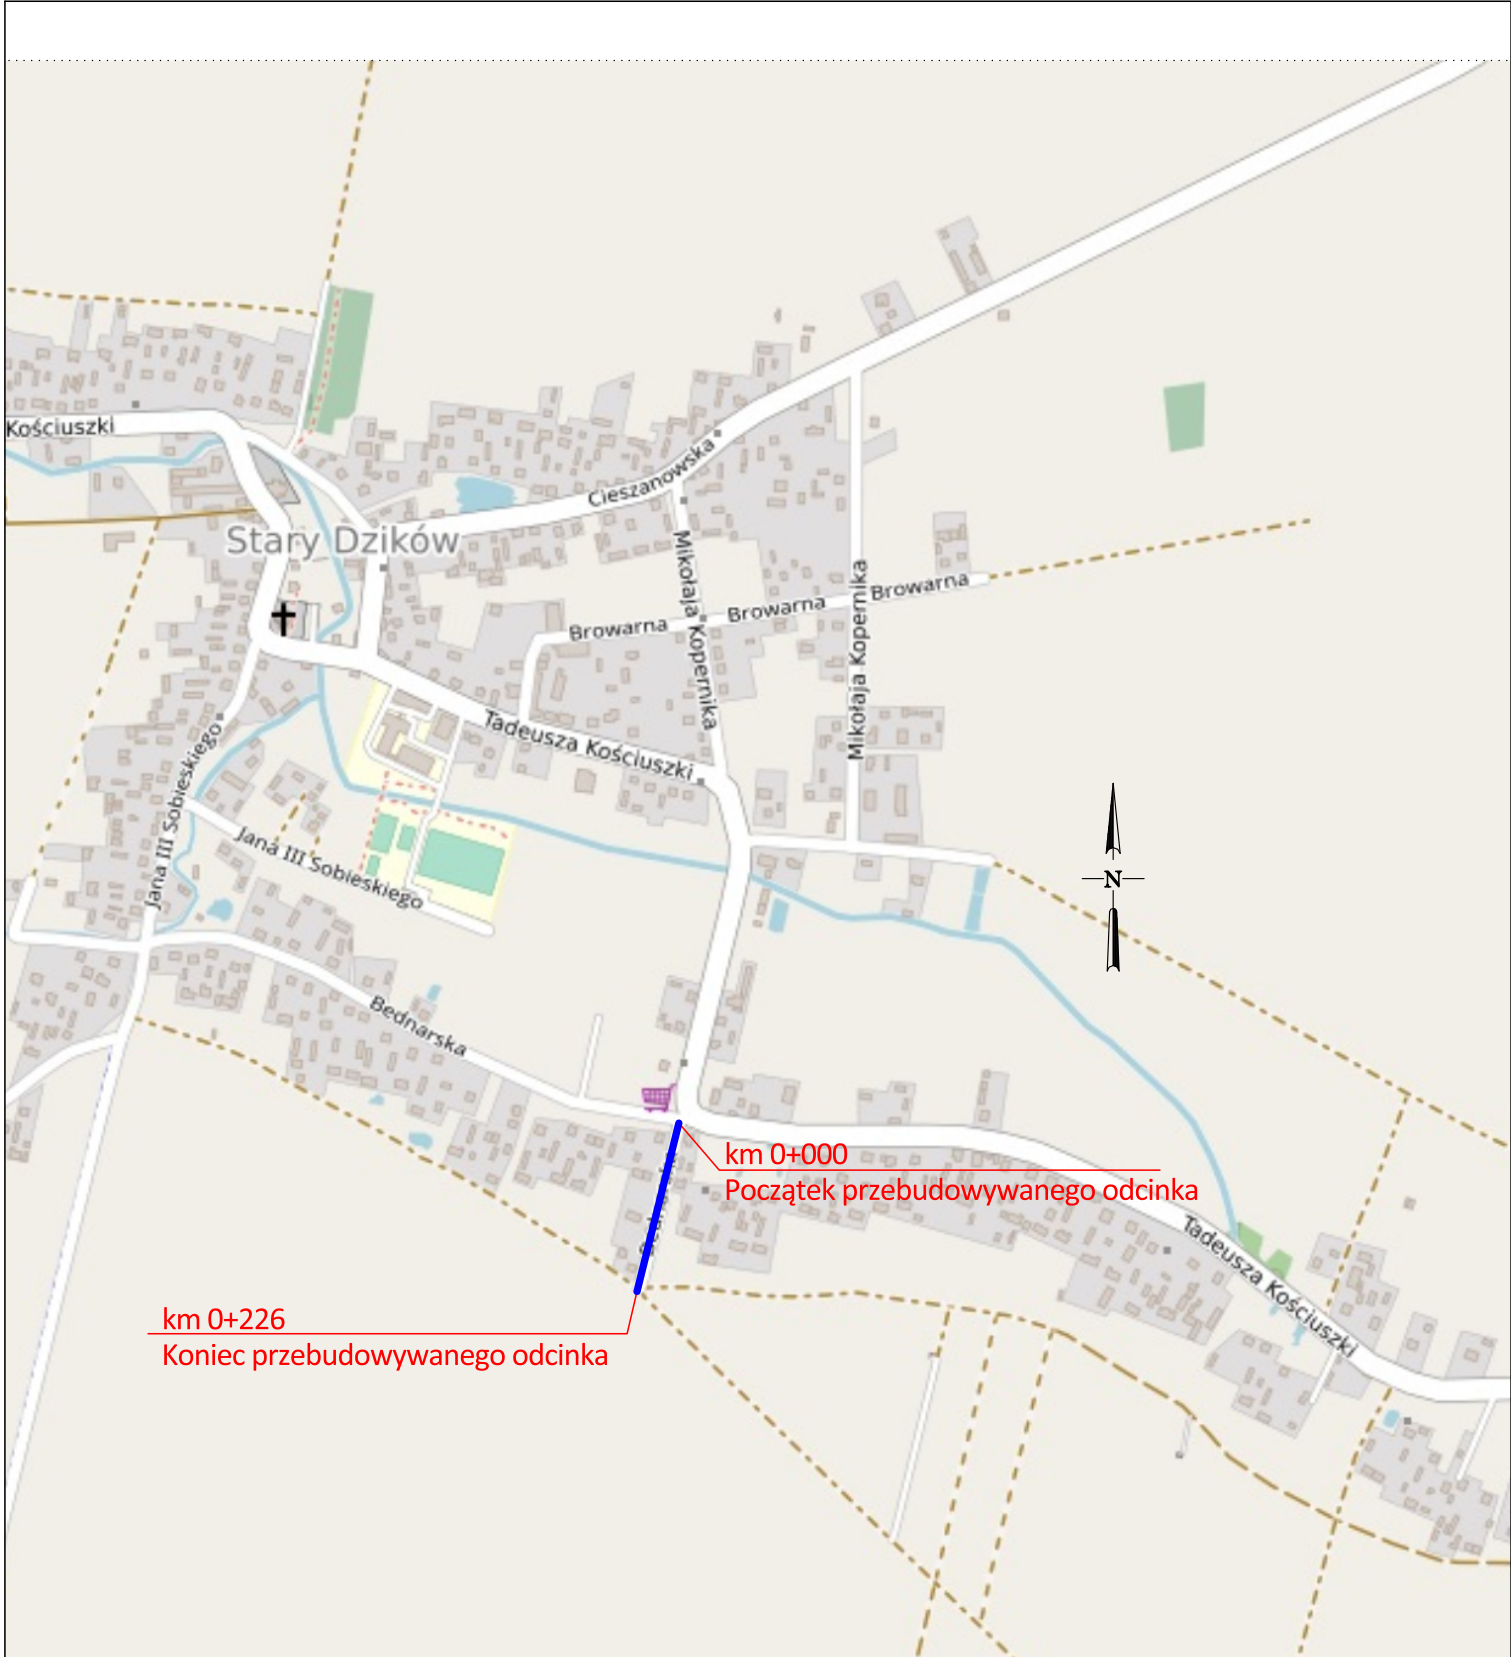 Kościuszki
Cieszanowska
Stary Dzików
Mikołaja Kopernika
Mikołaja Kopernika
Browarna
Browarna
Browarna
Tadeusza Kościuszki
Jana III Sobieskiego
Jana III Sobieskiego
N
Bednarska
km 0+000
Początek przebudowywanego odcinka
Tadeusza Kościuszki
km 0+226
Koniec przebudowywanego odcinka